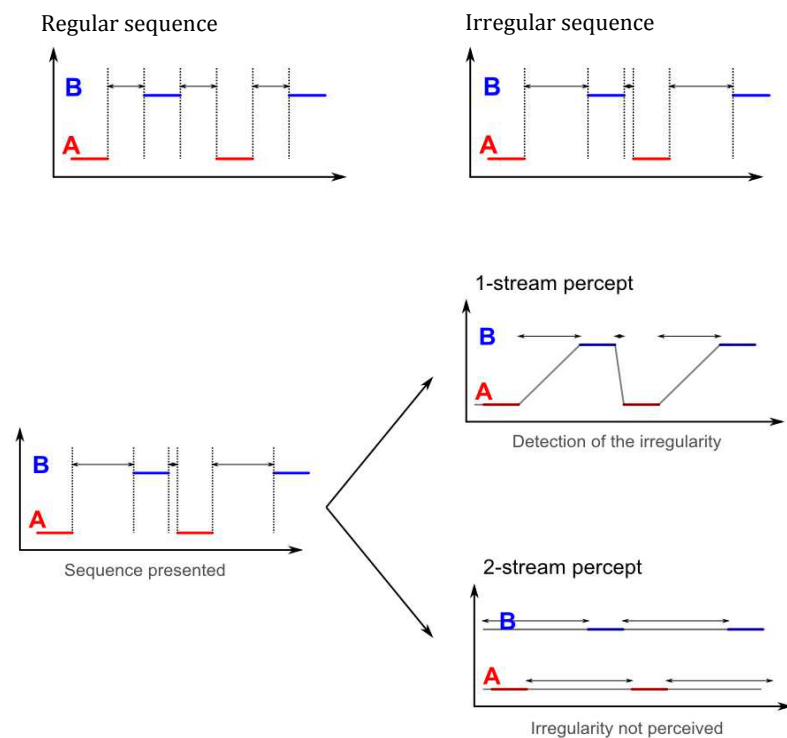 Regular sequence
Irregular sequence
B
A
B
A
1-stream percept
B
A
Detection of the irregularity
B
A
Sequence presented
2-stream percept
B
A
Irregularity not perceived